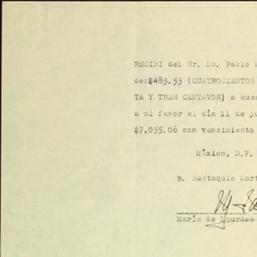 RECIBI del Sr. Dn. Pablo
de:$483.53 (CUATROCIENTOS
TA Y TRES CENTAVOS) a cue
a mi favor el día 11 de ju
$7,055.06 con vencimiento
México, D.F.
p. Eustaquio Mart
María de Lourdes